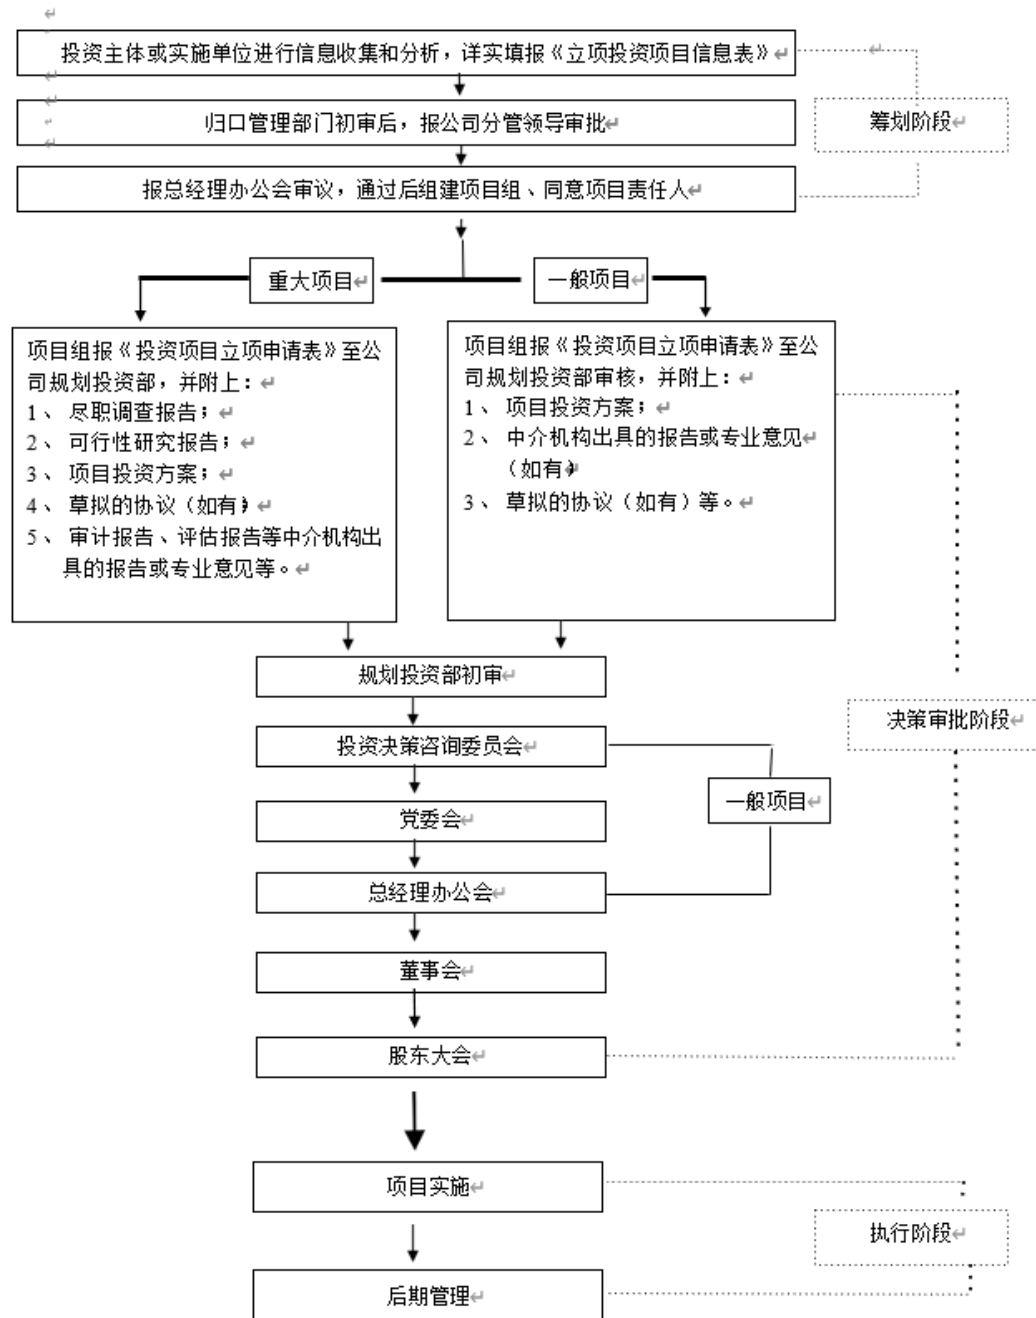 投资主体或实施单位进行信息收集和分析，详实填报《立项投资项目信息表》
归口管理部门初审后，报公司分管领导审批
筹划阶段
报总经理办公会审议，通过后组建项目组、同意项目责任人
重大项目
一般项目
项目组报《投资项目立项申请表》至公
司规划投资部，并附上：
1、 尽职调查报告；
2、 可行性研究报告；
3、 项目投资方案；
4、 草拟的协议（如有）
5、 审计报告、评估报告等中介机构出
具的报告或专业意见等。
项目组报《投资项目立项申请表》至公
司规划投资部审核，并附上：
1、 项目投资方案；
2、 中介机构出具的报告或专业意见
（如有）
3、 草拟的协议（如有）等。
规划投资部初审
决策审批阶段
投资决策咨询委员会
一般项目
党委会
总经理办公会
董事会
股东大会
项目实施
执行阶段
后期管理